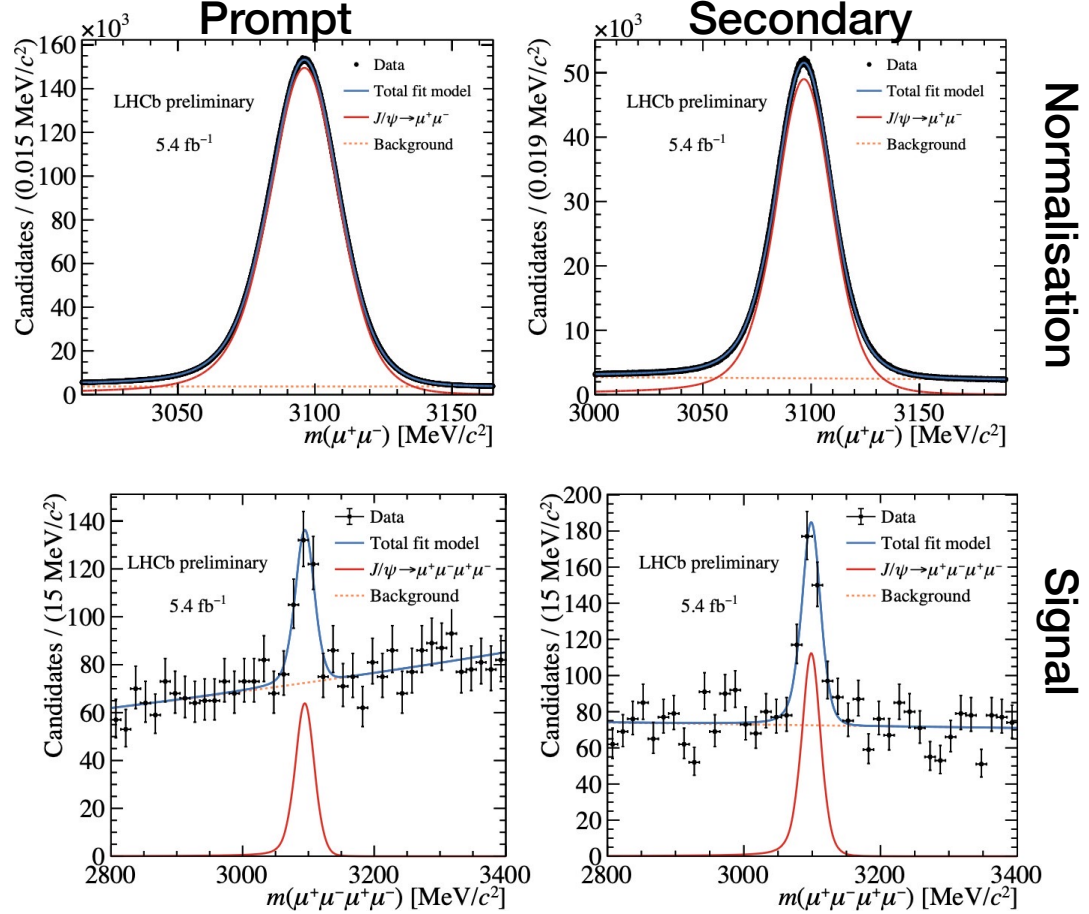 Prompt
Secondary
×10³
Candidates / (0.015 MeV/c²)
160
140
120
100
80
60
40
20
0
LHCb preliminary
5.4 fb⁻¹
Data
Total fit model
J/ψ→μ⁺μ⁻
Background
3050
3100
3150
m(μ⁺μ⁻) [MeV/c²]
×10³
Candidates / (0.019 MeV/c²)
50
40
30
20
10
0
LHCb preliminary
5.4 fb⁻¹
Data
Total fit model
J/ψ→μ⁺μ⁻
Background
3000
3050
3100
3150
m(μ⁺μ⁻) [MeV/c²]
Normalisation
Candidates / (15 MeV/c²)
140
120
100
80
60
40
20
0
LHCb preliminary
5.4 fb⁻¹
Data
Total fit model
J/ψ→μ⁺μ⁻μ⁺μ⁻
Background
2800
3000
3200
3400
m(μ⁺μ⁻μ⁺μ⁻) [MeV/c²]
Candidates / (15 MeV/c²)
200
180
160
140
120
100
80
60
40
20
0
LHCb preliminary
5.4 fb⁻¹
Data
Total fit model
J/ψ→μ⁺μ⁻μ⁺μ⁻
Background
2800
3000
3200
3400
m(μ⁺μ⁻μ⁺μ⁻) [MeV/c²]
Signal